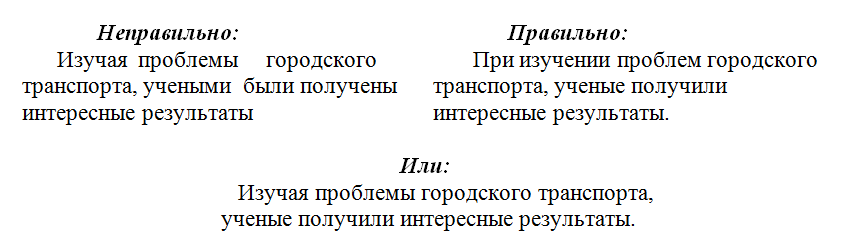 Неправильно:
Изучая проблемы городского
транспорта, учеными были получены
интересные результаты
Правильно:
При изучении проблем городского
транспорта, ученые получили
интересные результаты.
Или:
Изучая проблемы городского транспорта,
ученые получили интересные результаты.